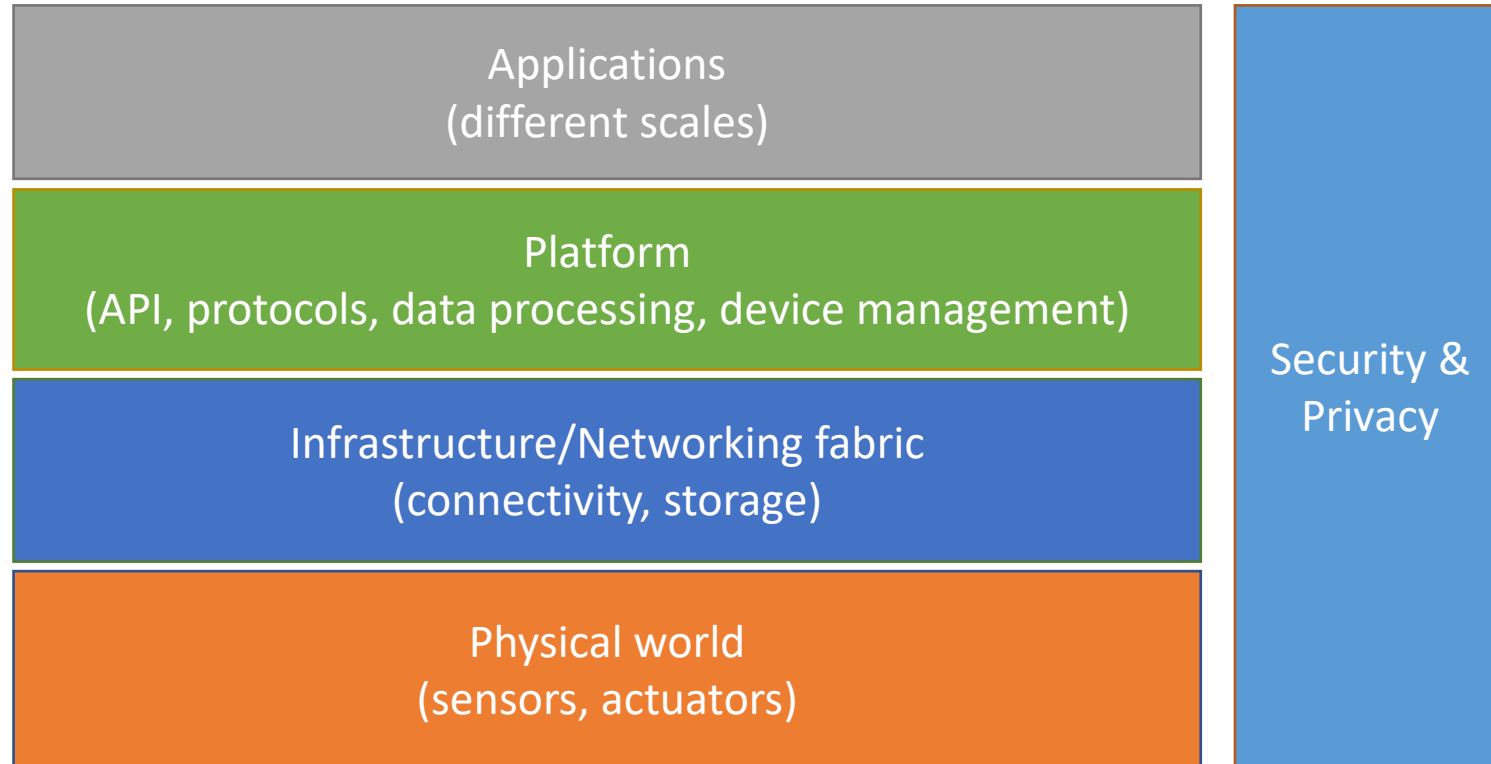 Applications
(different scales)
Platform
(API, protocols, data processing, device management)
Infrastructure/Networking fabric
(connectivity, storage)
Physical world
(sensors, actuators)
Security &
Privacy